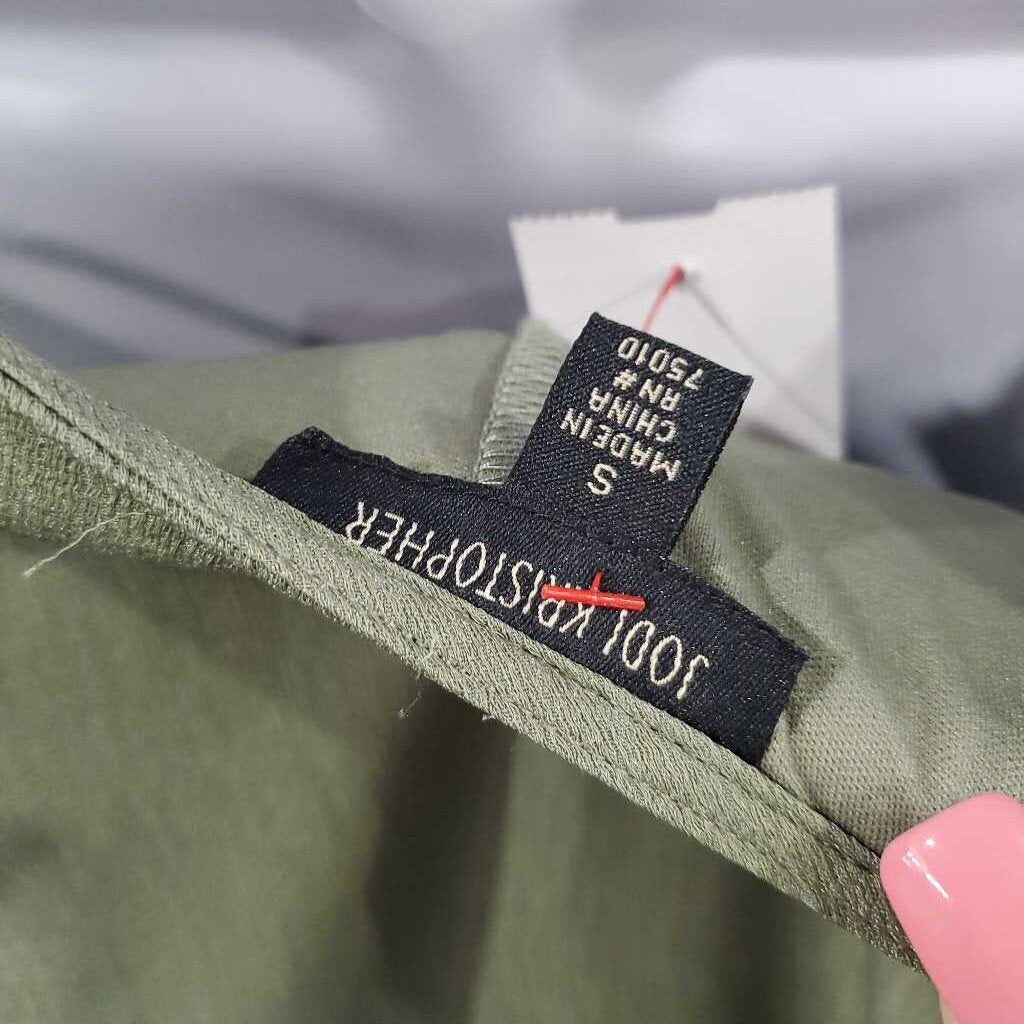 JODI KRISTOPHER
S
MADE IN
CHINA
RN #
75010